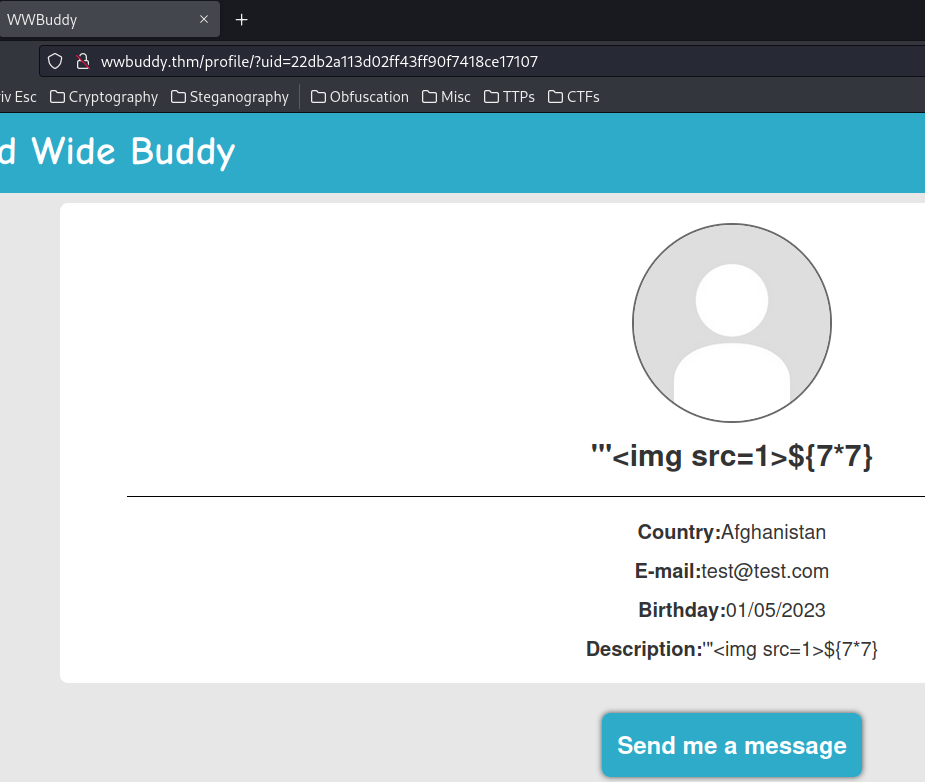 WWBuddy
wwbuddy.thm/profile/?uid=22db2a113d02ff43ff90f7418ce17107
iv Esc Cryptography Steganography Obfuscation Misc TTPs CTFs
d Wide Buddy
'"<img src=1>${7*7}
Country:Afghanistan
E-mail:test@test.com
Birthday:01/05/2023
Description:'"<img src=1>${7*7}
Send me a message